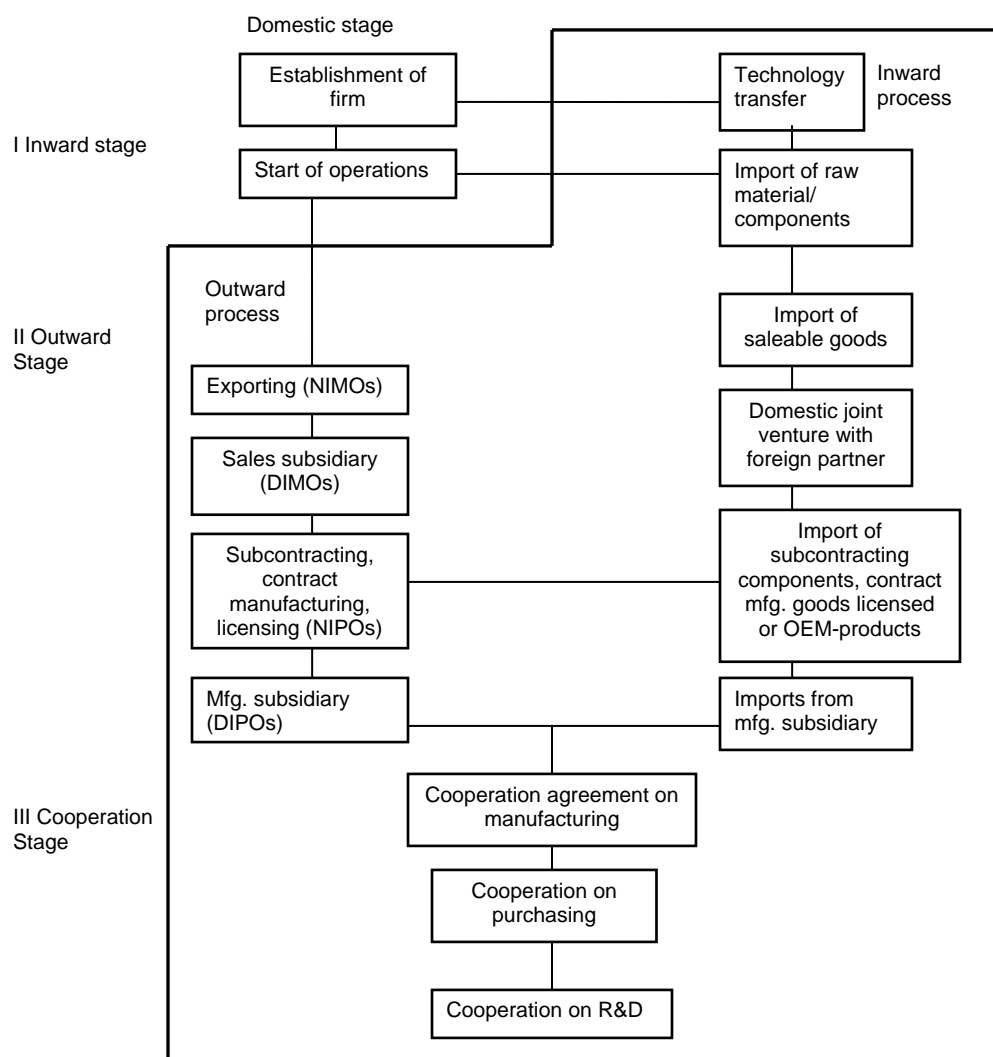 Domestic stage
Establishment of
firm
Technology
transfer
Inward
process
I Inward stage
Start of operations
Import of raw
material/
components
Outward
process
II Outward
Stage
Import of
saleable goods
Exporting (NIMOs)
Domestic joint
venture with
foreign partner
Sales subsidiary
(DIMOs)
Subcontracting,
contract
manufacturing,
licensing (NIPOs)
Import of
subcontracting
components, contract
mfg. goods licensed
or OEM-products
Mfg. subsidiary
(DIPOs)
Imports from
mfg. subsidiary
III Cooperation
Stage
Cooperation agreement on
manufacturing
Cooperation on
purchasing
Cooperation on R&D